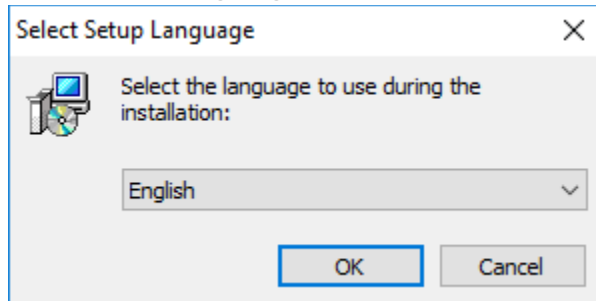 Select Setup Language
Select the language to use during the
installation:
English
OK
Cancel